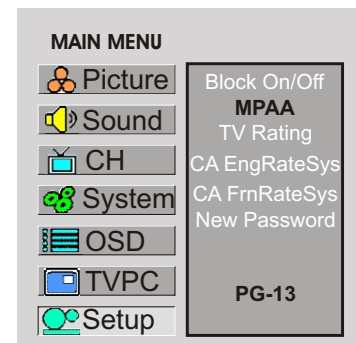 MAIN MENU
Picture
Sound
CH
System
OSD
TVPC
Setup
Block On/Off
MPAA
TV Rating
CA EngRateSys
CA FrnRateSys
New Password
PG-13